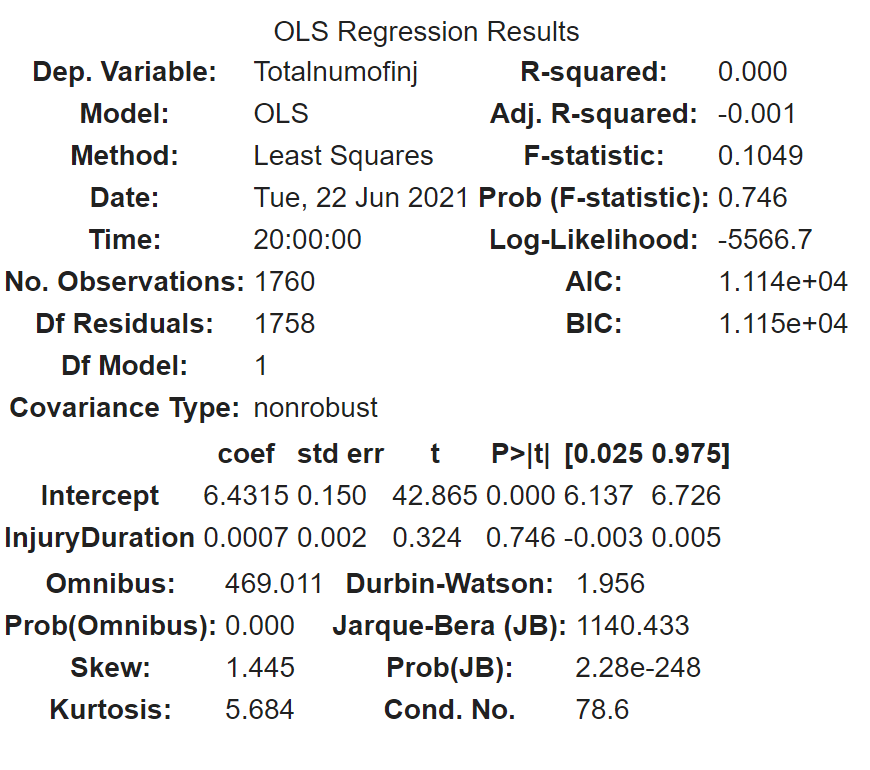 OLS Regression Results
Dep. Variable: Totalnumofinj R-squared: 0.000
Model: OLS Adj. R-squared: -0.001
Method: Least Squares F-statistic: 0.1049
Date: Tue, 22 Jun 2021 Prob (F-statistic): 0.746
Time: 20:00:00 Log-Likelihood: -5566.7
No. Observations: 1760 AIC: 1.114e+04
Df Residuals: 1758 BIC: 1.115e+04
Df Model: 1
Covariance Type: nonrobust
coef std err t P>|t| [0.025 0.975]
Intercept 6.4315 0.150 42.865 0.000 6.137 6.726
InjuryDuration 0.0007 0.002 0.324 0.746 -0.003 0.005
Omnibus: 469.011 Durbin-Watson: 1.956
Prob(Omnibus): 0.000 Jarque-Bera (JB): 1140.433
Skew: 1.445 Prob(JB): 2.28e-248
Kurtosis: 5.684 Cond. No. 78.6